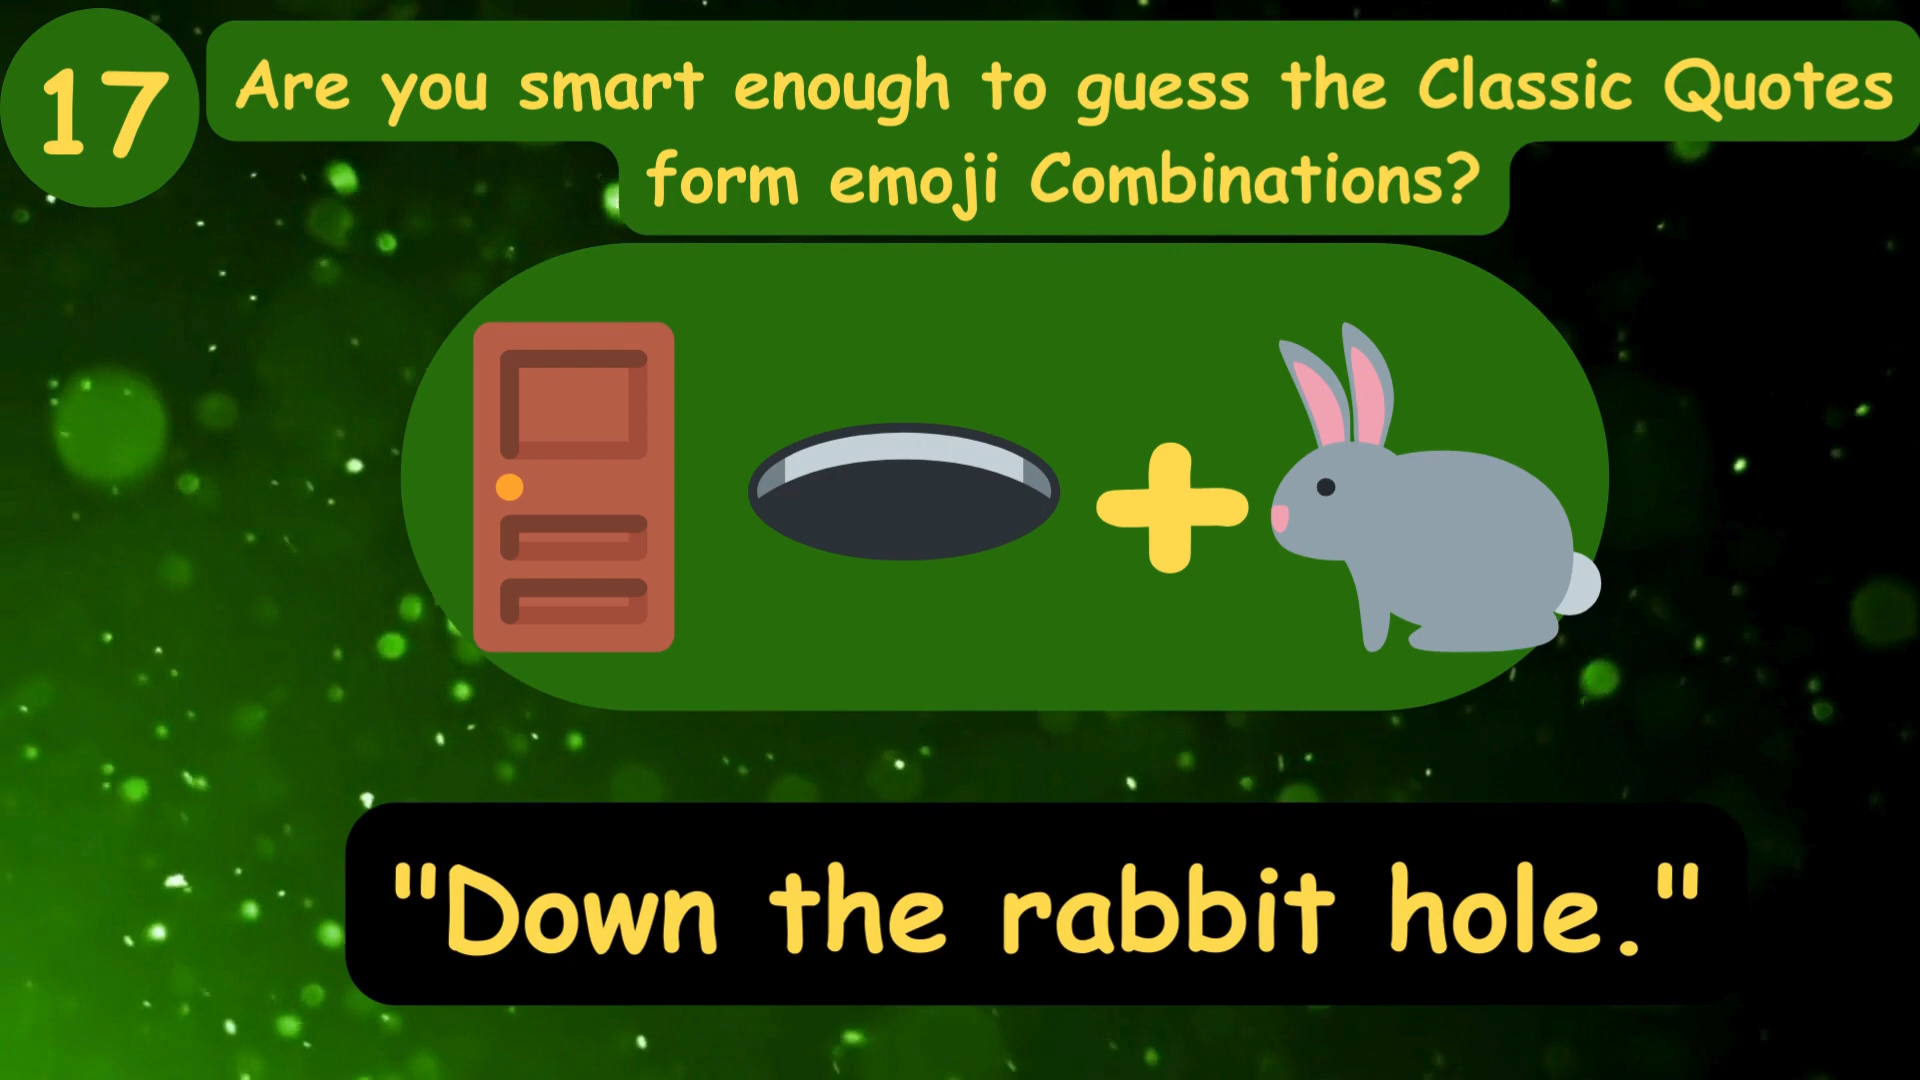 17
Are you smart enough to guess the Classic Quotes
form emoji Combinations?
"Down the rabbit hole."